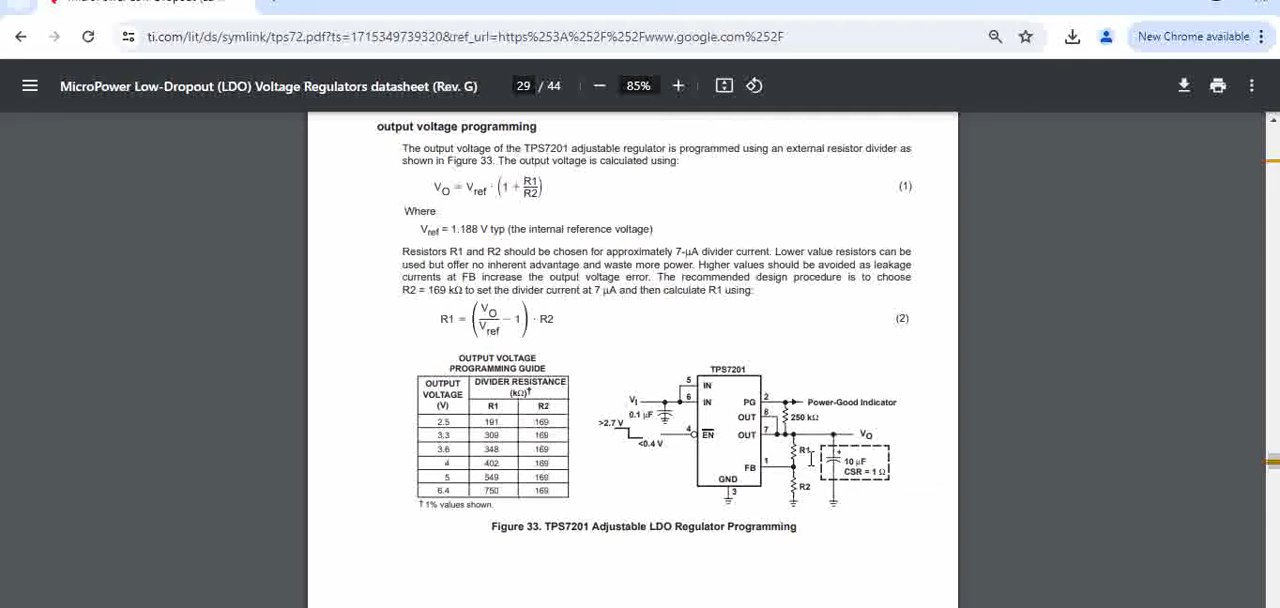 ti.com/lit/ds/symlink/tps72.pdf?ts=1715349739320&ref_url=https%253A%252F%252Fwww.google.com%252F
New Chrome available
MicroPower Low-Dropout (LDO) Voltage Regulators datasheet (Rev. G)
29 / 44
85%
output voltage programming
The output voltage of the TPS7201 adjustable regulator is programmed using an external resistor divider as
shown in Figure 33. The output voltage is calculated using:
VO = Vref · (1 + R1/R2) (1)
Where
Vref = 1.188 V typ (the internal reference voltage)
Resistors R1 and R2 should be chosen for approximately 7-μA divider current. Lower value resistors can be
used but offer no inherent advantage and waste more power. Higher values should be avoided as leakage
currents at FB increase the output voltage error. The recommended design procedure is to choose
R2 = 169 kΩ to set the divider current at 7 μA and then calculate R1 using:
R1 = (VO/Vref − 1) · R2 (2)
OUTPUT VOLTAGE
PROGRAMMING GUIDE
OUTPUT VOLTAGE (V)
DIVIDER RESISTANCE (kΩ)†
R1 R2
2.5 191 169
3.3 309 169
3.6 348 169
4 402 169
5 549 169
6.4 750 169
† 1% values shown.
TPS7201
5 IN
VI 6 IN
0.1 μF
>2.7 V
<0.4 V
4 EN
PG 2 Power-Good Indicator
OUT 8 250 kΩ
OUT 7 VO
R1
FB 1
R2
GND
3
+
10 μF
CSR = 1 Ω
Figure 33. TPS7201 Adjustable LDO Regulator Programming